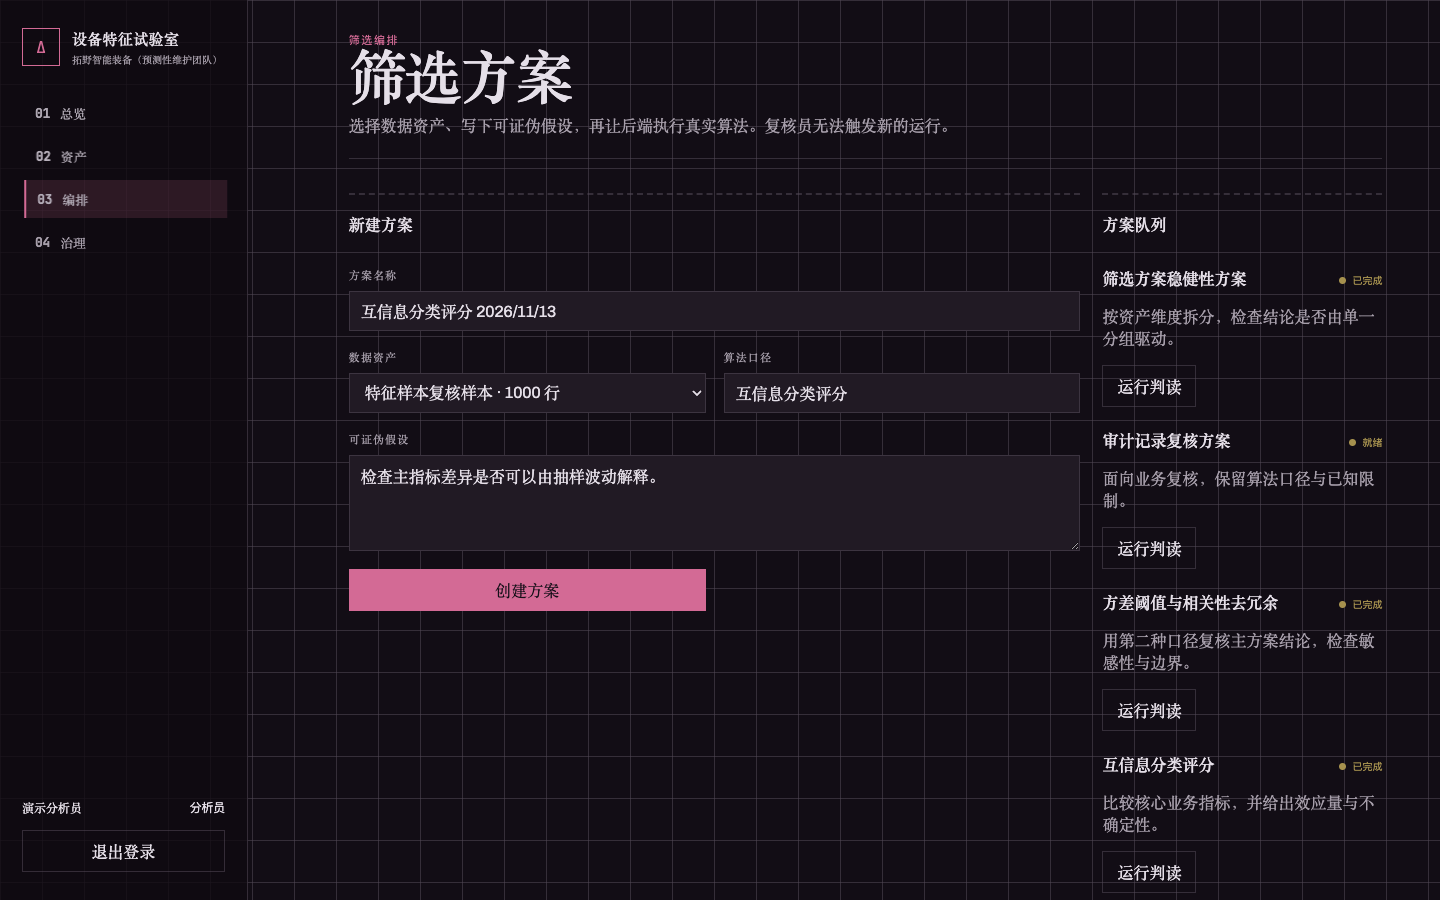 设备特征试验室
拓野智能装备（预测性维护团队）
01 总览
02 资产
03 编排
04 治理
演示分析员 分析员
退出登录
筛选编排
筛选方案
选择数据资产、写下可证伪假设，再让后端执行真实算法。复核员无法触发新的运行。
新建方案
方案名称
互信息分类评分 2026/11/13
数据资产 算法口径
特征样本复核样本 · 1000 行 互信息分类评分
可证伪假设
检查主指标差异是否可以由抽样波动解释。
创建方案
方案队列
筛选方案稳健性方案 已完成
按资产维度拆分，检查结论是否由单一
分组驱动。
运行判读
审计记录复核方案 就绪
面向业务复核，保留算法口径与已知限
制。
运行判读
方差阈值与相关性去冗余 已完成
用第二种口径复核主方案结论，检查敏
感性与边界。
运行判读
互信息分类评分 已完成
比较核心业务指标，并给出效应量与不
确定性。
运行判读